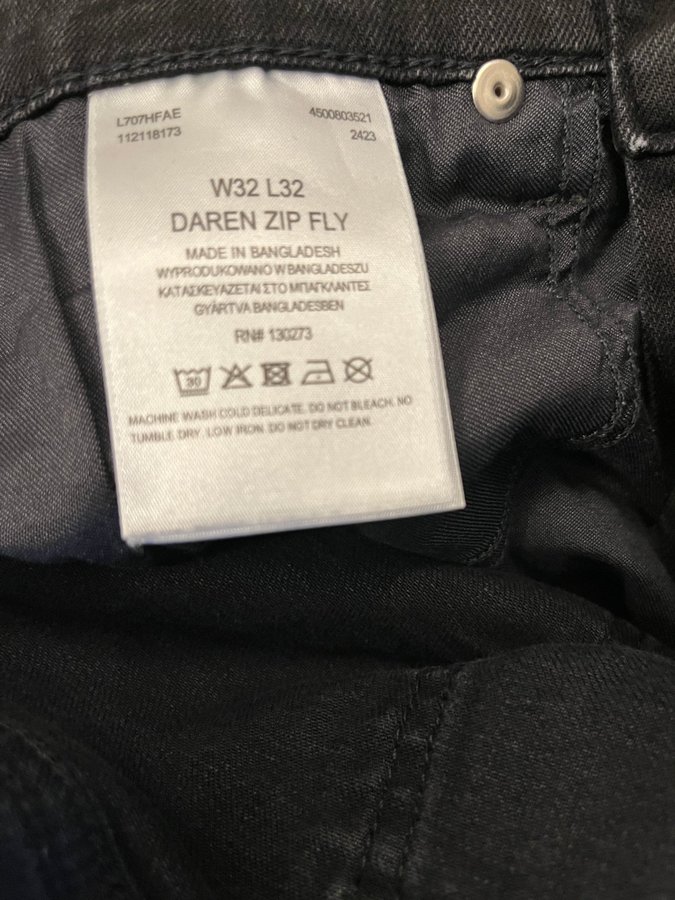 L707HFAE 4500803521
112118173 2423
W32 L32
DAREN ZIP FLY
MADE IN BANGLADESH
WYPRODUKOWANO W BANGLADESZU
ΚΑΤΑΣΚΕΥΑΖΕΤΑΙ ΣΤΟ ΜΠΑΓΚΛΑΝΤΕΣ
GYÁRTVA BANGLADESBEN
RN# 130273
30
MACHINE WASH COLD DELICATE. DO NOT BLEACH. NO
TUMBLE DRY. LOW IRON. DO NOT DRY CLEAN.